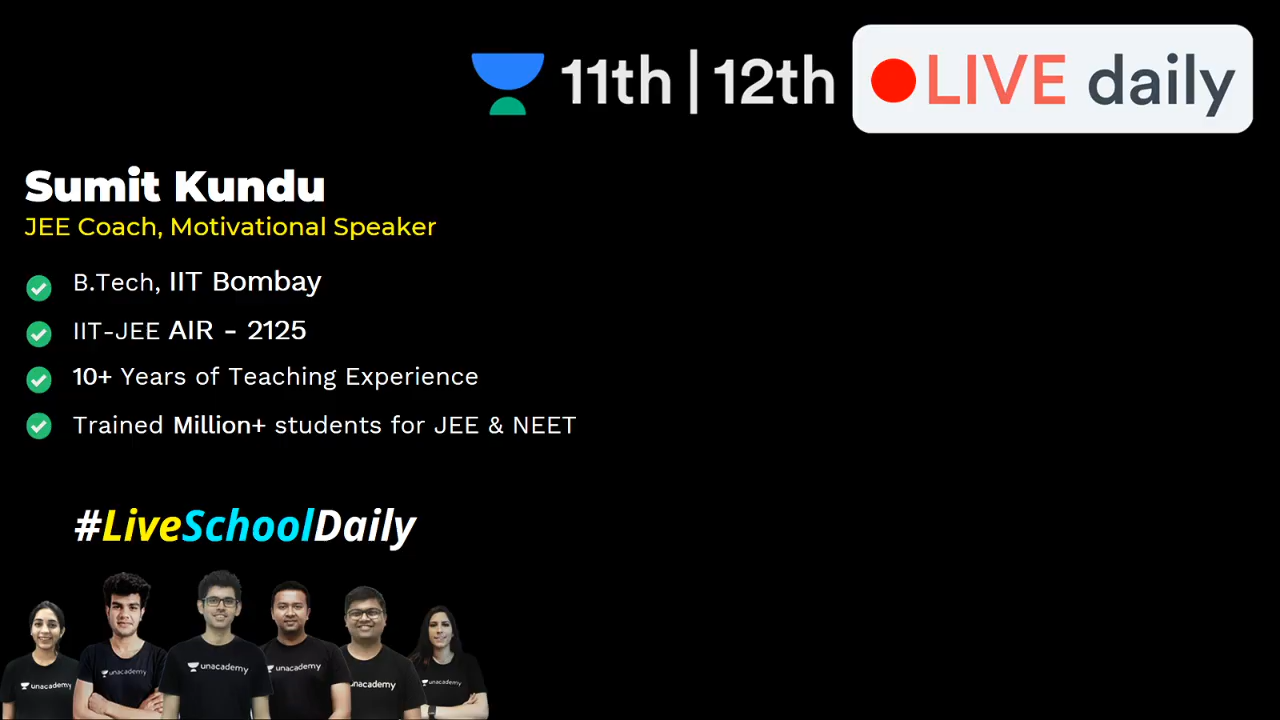 11th | 12th LIVE daily
Sumit Kundu
JEE Coach, Motivational Speaker
B.Tech, IIT Bombay
IIT-JEE AIR - 2125
10+ Years of Teaching Experience
Trained Million+ students for JEE & NEET
#LiveSchoolDaily
unacademy
unacademy
unacademy
unacademy
unacademy
unacademy